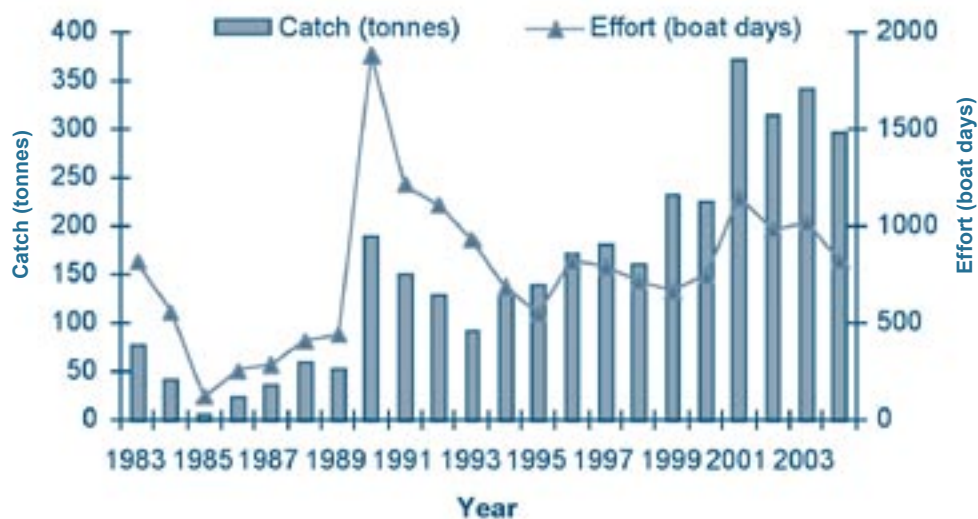 Catch (tonnes) Effort (boat days)
400
350
300
250
200
150
100
50
0
Catch (tonnes)
2000
1500
1000
500
0
Effort (boat days)
1983 1985 1987 1989 1991 1993 1995 1997 1999 2001 2003
Year